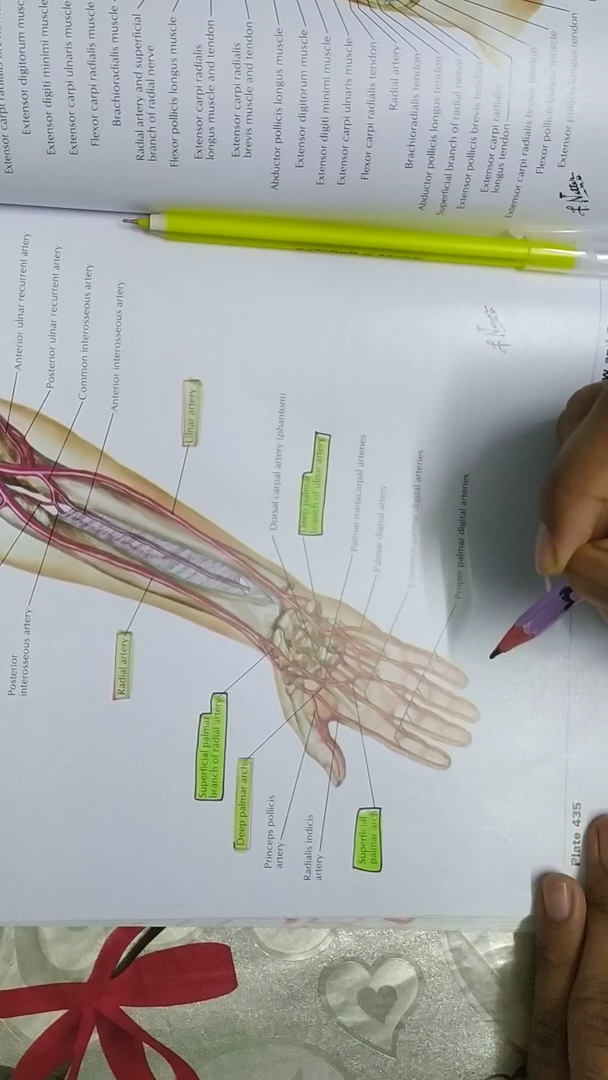 Extensor digitorum muscle
Extensor digiti minimi muscle
Extensor carpi ulnaris muscle
Flexor carpi radialis muscle
Brachioradialis muscle
Radial artery and superficial
branch of radial nerve
Flexor pollicis longus muscle
Extensor carpi radialis
longus muscle and tendon
Extensor carpi radialis
brevis muscle and tendon
Abductor pollicis longus muscle
Extensor digitorum muscle
Extensor digiti minimi muscle
Extensor carpi ulnaris muscle
Flexor carpi radialis tendon
Radial artery
Brachioradialis tendon
Abductor pollicis longus tendon
Superficial branch of radial nerve
Extensor pollicis brevis tendon
Extensor carpi radialis
longus tendon
Extensor carpi radialis brevis tendon
Flexor pollicis longus muscle
Extensor pollicis longus tendon
Anterior ulnar recurrent artery
Posterior ulnar recurrent artery
Common interosseous artery
Anterior interosseous artery
Ulnar artery
Dorsal carpal artery (phantom)
Deep palmar
branch of ulnar artery
Palmar metacarpal arteries
Palmar digital artery
Common palmar digital arteries
Proper palmar digital arteries
Posterior
interosseous artery
Radial artery
Superficial palmar
branch of radial artery
Deep palmar arch
Princeps pollicis
artery
Radialis indicis
artery
Superficial
palmar arch
Plate 435